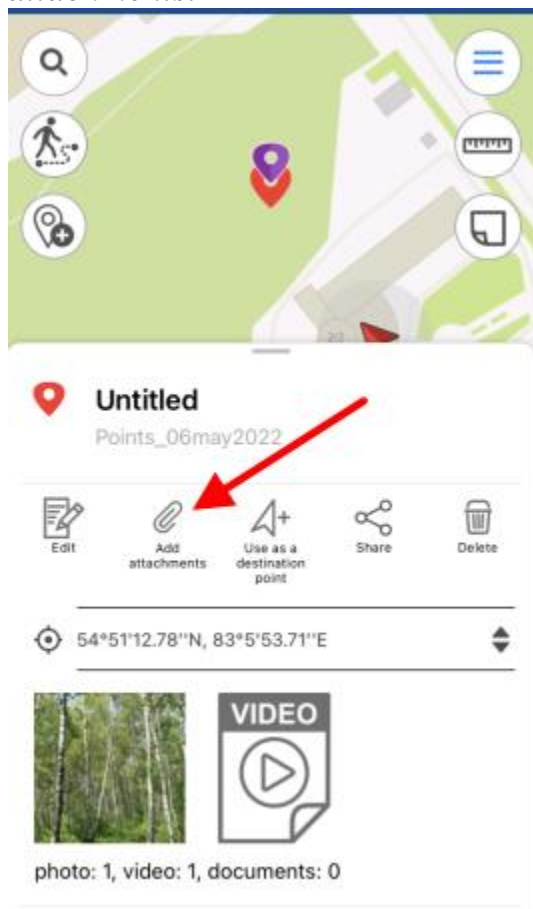 Untitled
Points_06may2022
Edit
Add
attachments
Use as a
destination
point
Share
Delete
54°51'12.78''N, 83°5'53.71''E
VIDEO
photo: 1, video: 1, documents: 0